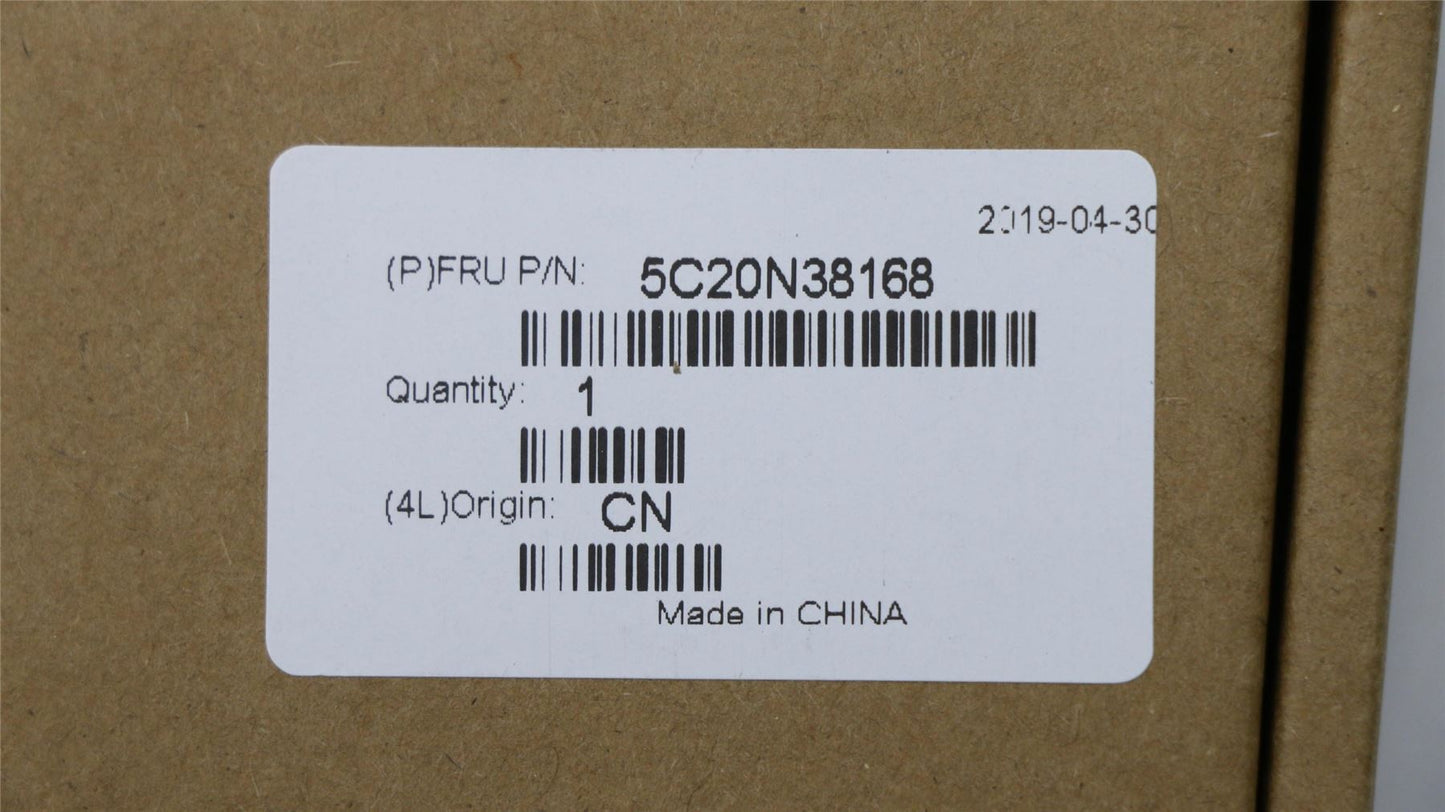 2019-04-30
(P)FRU P/N: 5C20N38168
Quantity: 1
(4L)Origin: CN
Made in CHINA